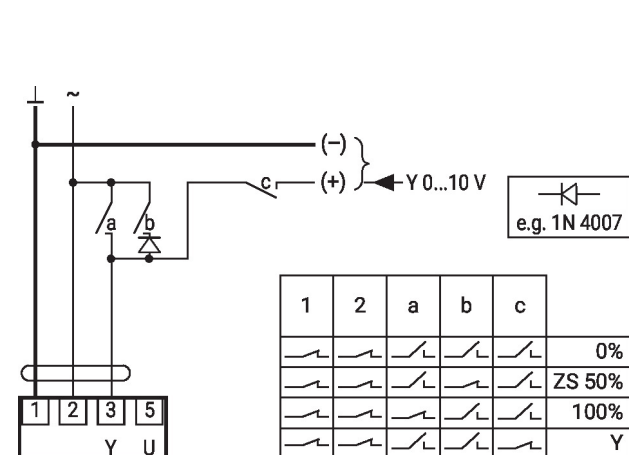 ⊥ ~
(–)
c (+) Y 0...10 V
a b
e.g. 1N 4007
1 2 a b c
0%
ZS 50%
100%
Y
1 2 3 5
Y U